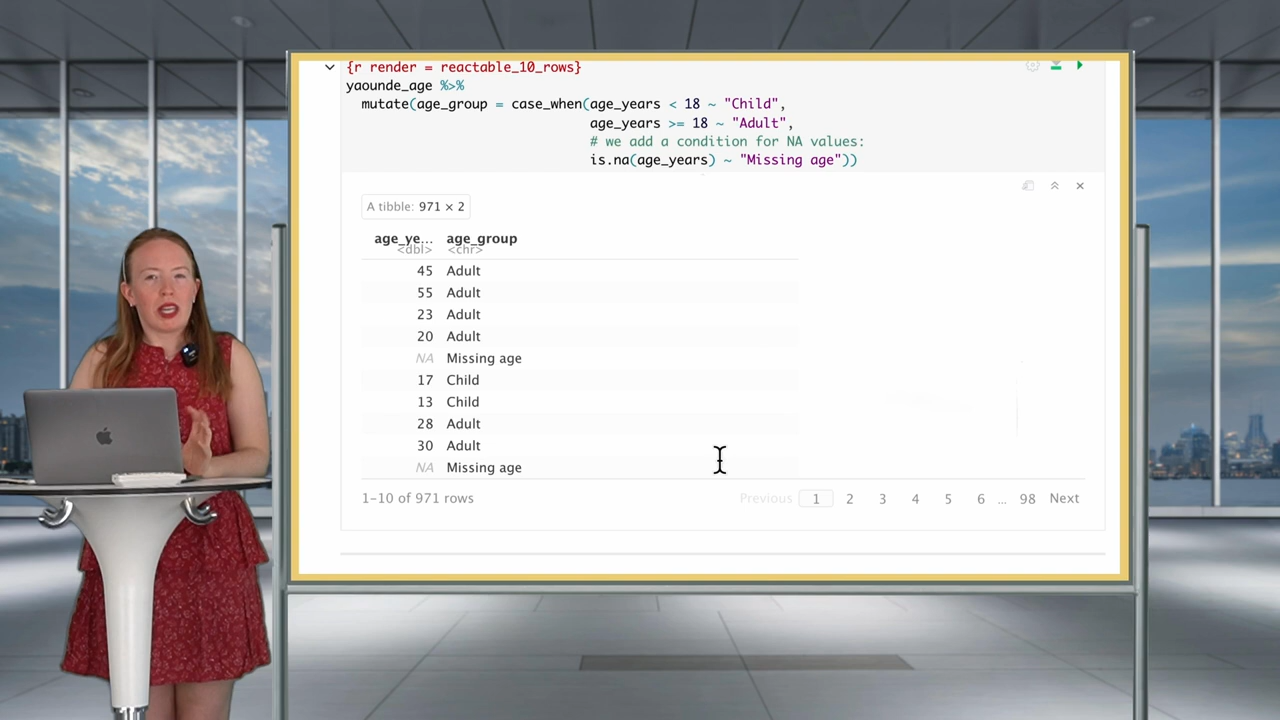 {r render = reactable_10_rows}
yaounde_age %>%
mutate(age_group = case_when(age_years < 18 ~ "Child",
age_years >= 18 ~ "Adult",
# we add a condition for NA values:
is.na(age_years) ~ "Missing age"))
A tibble: 971 × 2
age_ye... age_group
<dbl> <chr>
45 Adult
55 Adult
23 Adult
20 Adult
NA Missing age
17 Child
13 Child
28 Adult
30 Adult
NA Missing age
1-10 of 971 rows Previous 1 2 3 4 5 6 ... 98 Next